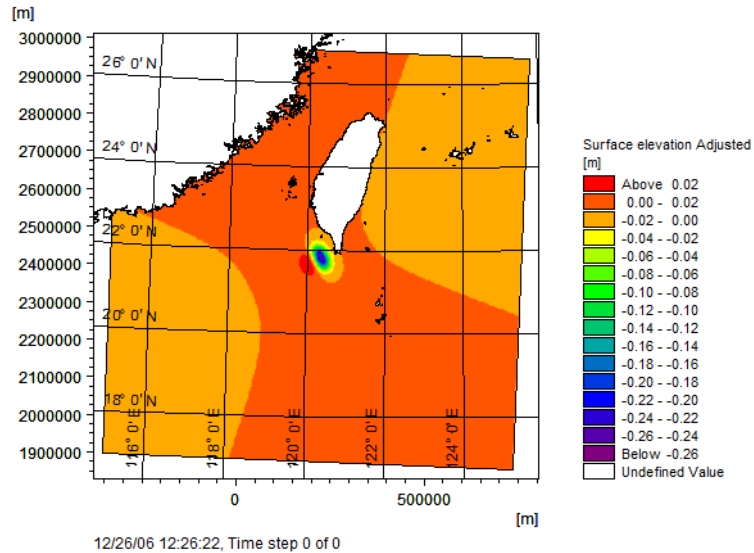 [m]
3000000
2900000
2800000
2700000
2600000
2500000
2400000
2300000
2200000
2100000
2000000
1900000
26° 0' N
24° 0' N
22° 0' N
20° 0' N
18° 0' N
116° 0' E
118° 0' E
120° 0' E
122° 0' E
124° 0' E
0
500000
[m]
12/26/06 12:26:22, Time step 0 of 0
Surface elevation Adjusted
[m]
Above 0.02
0.00 - 0.02
-0.02 - 0.00
-0.04 - -0.02
-0.06 - -0.04
-0.08 - -0.06
-0.10 - -0.08
-0.12 - -0.10
-0.14 - -0.12
-0.16 - -0.14
-0.18 - -0.16
-0.20 - -0.18
-0.22 - -0.20
-0.24 - -0.22
-0.26 - -0.24
Below -0.26
Undefined Value